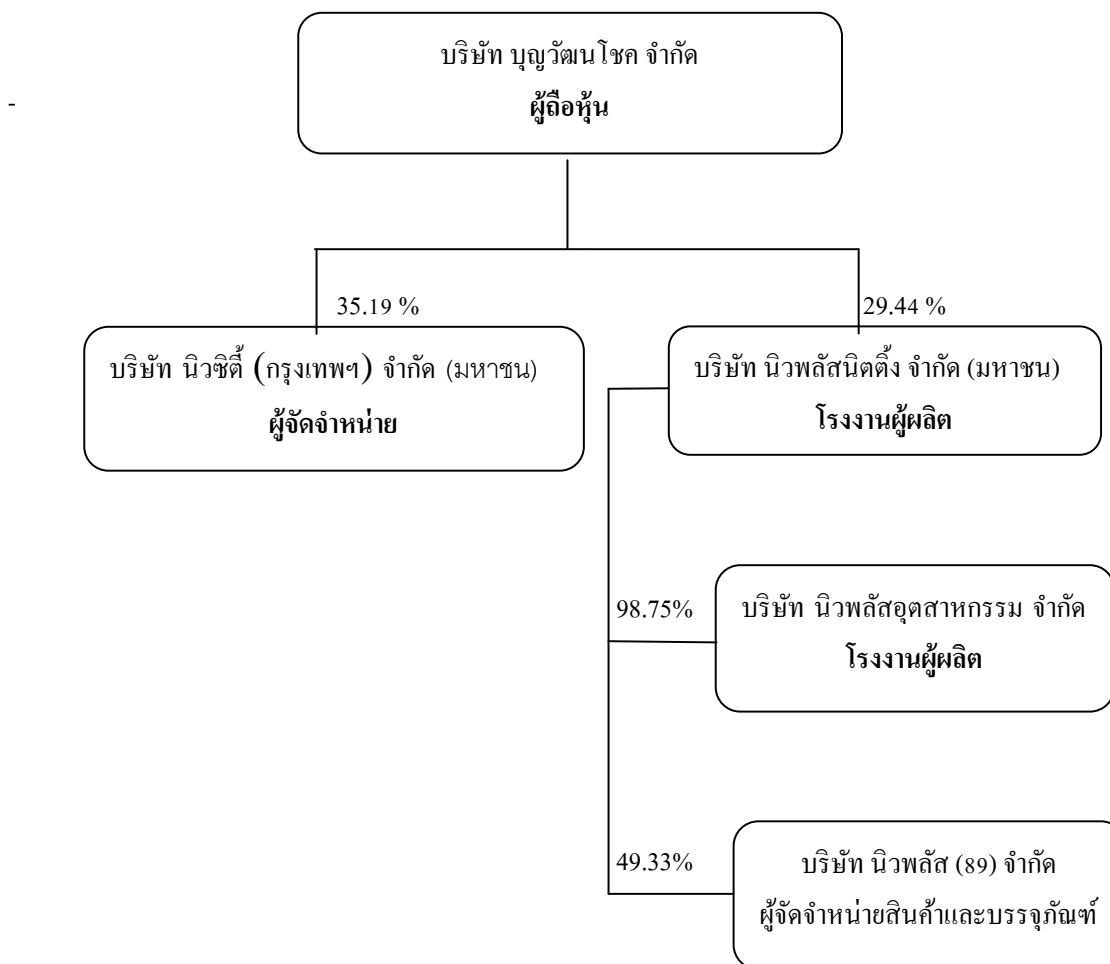 บริษัท บุญวัฒนโชค จำกัด
ผู้ถือหุ้น
-
35.19 %
29.44 %
บริษัท นิวซิตี้ (กรุงเทพฯ) จำกัด (มหาชน)
ผู้จัดจำหน่าย
บริษัท นิวพลัสนิตติ้ง จำกัด (มหาชน)
โรงงานผู้ผลิต
98.75%
บริษัท นิวพลัสอุตสาหกรรม จำกัด
โรงงานผู้ผลิต
49.33%
บริษัท นิวพลัส (89) จำกัด
ผู้จัดจำหน่ายสินค้าและบรรจุภัณฑ์